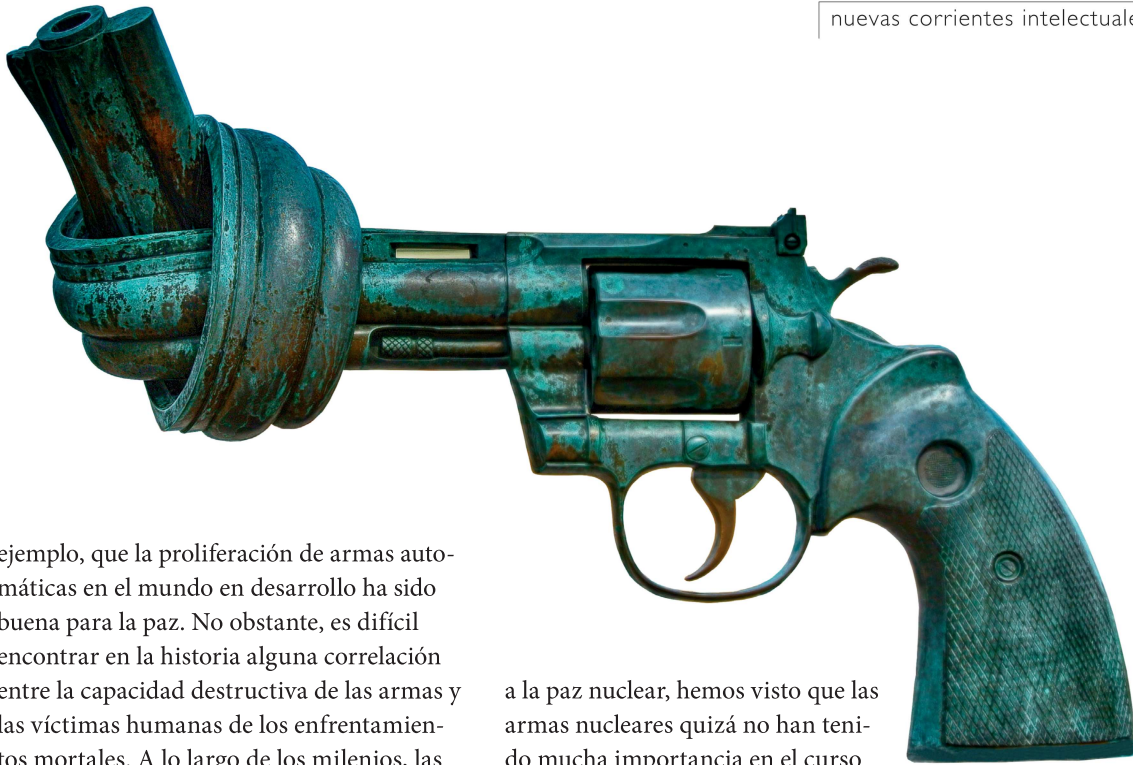 nuevas corrientes intelectuale
ejemplo, que la proliferación de armas auto-
máticas en el mundo en desarrollo ha sido
buena para la paz. No obstante, es difícil
encontrar en la historia alguna correlación
entre la capacidad destructiva de las armas y
las víctimas humanas de los enfrentamien-
tos mortales. A lo largo de los milenios, las
a la paz nuclear, hemos visto que las
armas nucleares quizá no han teni-
do mucha importancia en el curso